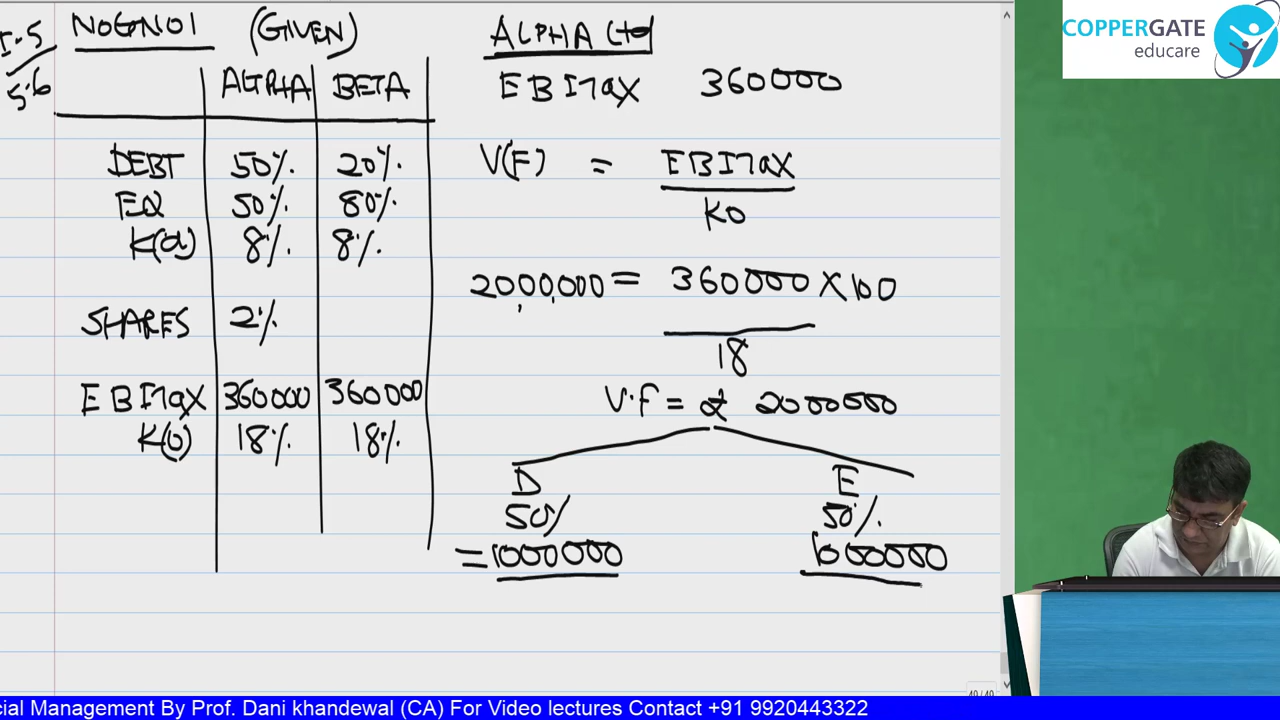 I-5
5.6
NOGNOI (GIVEN)
ALPHA BETA
DEBT 50% 20%
EQ 50% 80%
K(d) 8% 8%
SHARES 2%
EBITax 360000 360000
K(o) 18% 18%
ALPHA Ltd
EBITax 360000
V(F) = EBITax
Ko
2000,000 = 360000 × 100
18
V.F = 2000000
D E
50% 50%
= 1000000 1000000
COPPERGATE
educare
49/49
cial Management By Prof. Dani khandewal (CA) For Video lectures Contact +91 9920443322